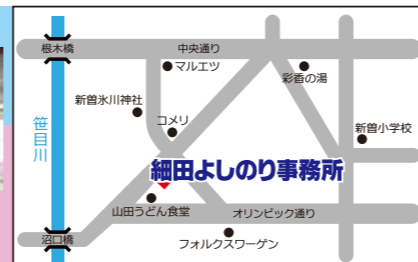 根木橋
中央通り
マルエツ
彩香の湯
新曽氷川神社
コメリ
新曽小学校
笹目川
細田よしのり事務所
山田うどん食堂
オリンピック通り
沼口橋
フォルクスワーゲン